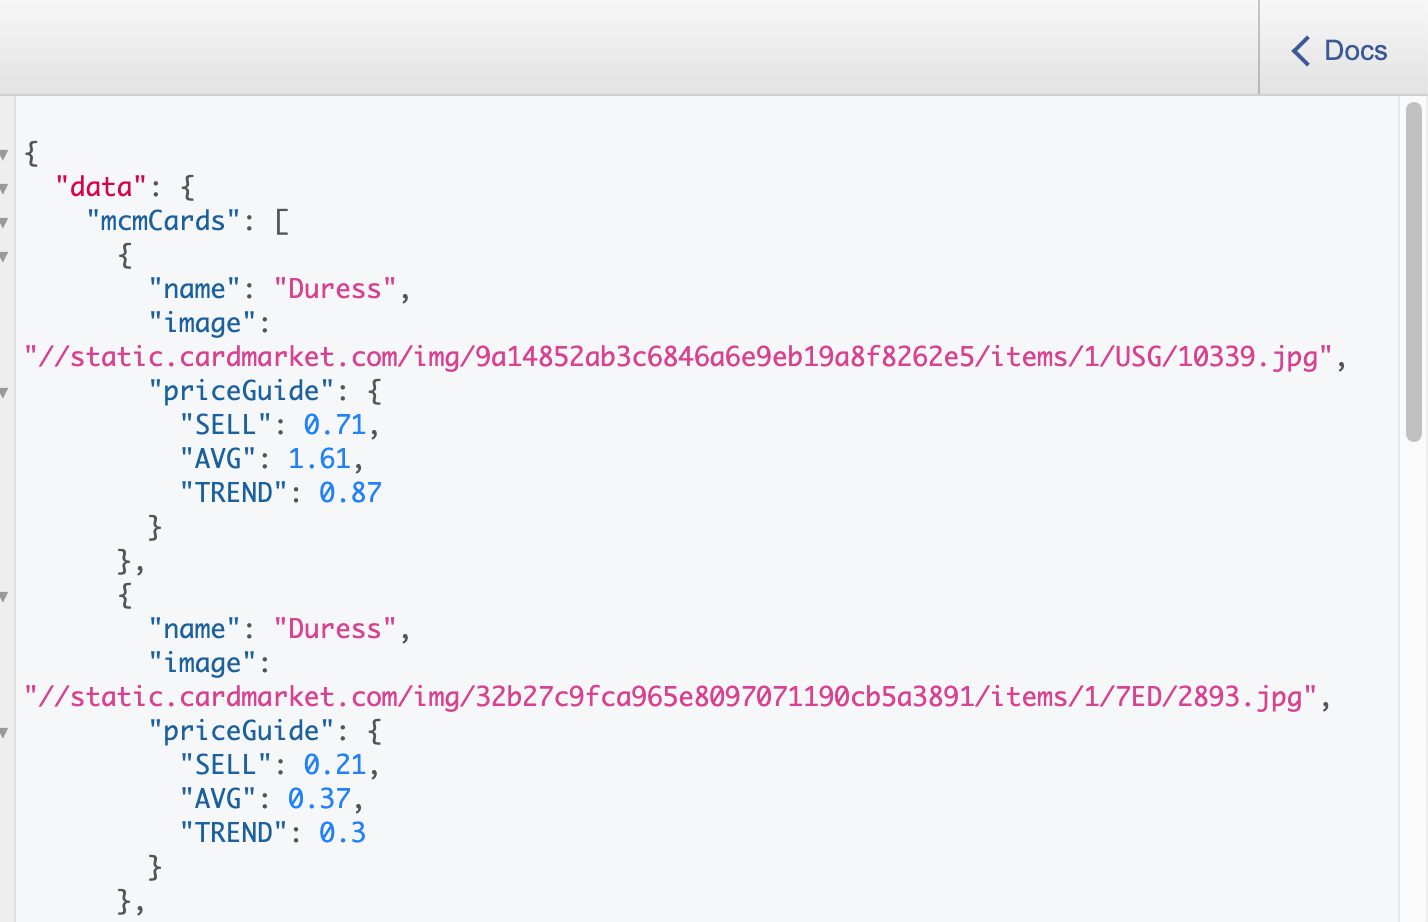 Docs
{
"data": {
"mcmCards": [
{
"name": "Duress",
"image":
"//static.cardmarket.com/img/9a14852ab3c6846a6e9eb19a8f8262e5/items/1/USG/10339.jpg",
"priceGuide": {
"SELL": 0.71,
"AVG": 1.61,
"TREND": 0.87
}
},
{
"name": "Duress",
"image":
"//static.cardmarket.com/img/32b27c9fca965e8097071190cb5a3891/items/1/7ED/2893.jpg",
"priceGuide": {
"SELL": 0.21,
"AVG": 0.37,
"TREND": 0.3
}
},